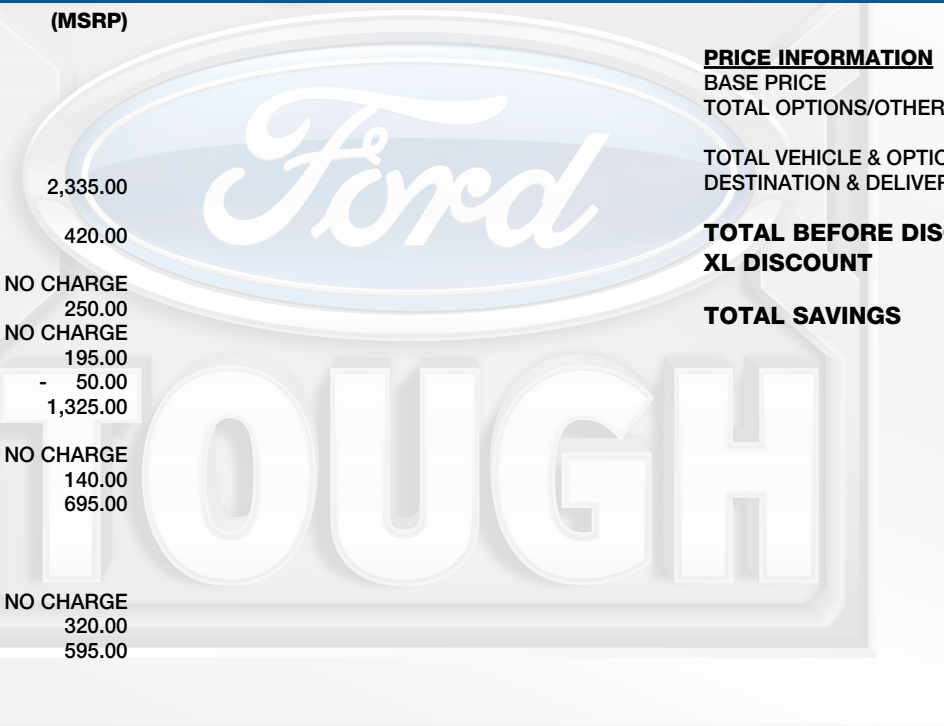 (MSRP)
2,335.00
420.00
NO CHARGE
250.00
NO CHARGE
195.00
- 50.00
1,325.00
NO CHARGE
140.00
695.00
NO CHARGE
320.00
595.00
Ford
TOUGH
PRICE INFORMATION
BASE PRICE
TOTAL OPTIONS/OTHER
TOTAL VEHICLE & OPTIO
DESTINATION & DELIVER
TOTAL BEFORE DISC
XL DISCOUNT
TOTAL SAVINGS